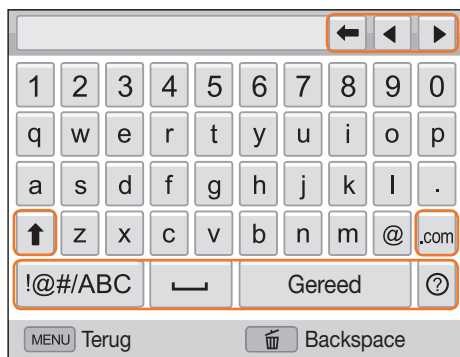 1 2 3 4 5 6 7 8 9 0
q w e r t y u i o p
a s d f g h j k l .
z x c v b n m @ .com
!@#/ABC Gereed ?
MENU Terug Backspace